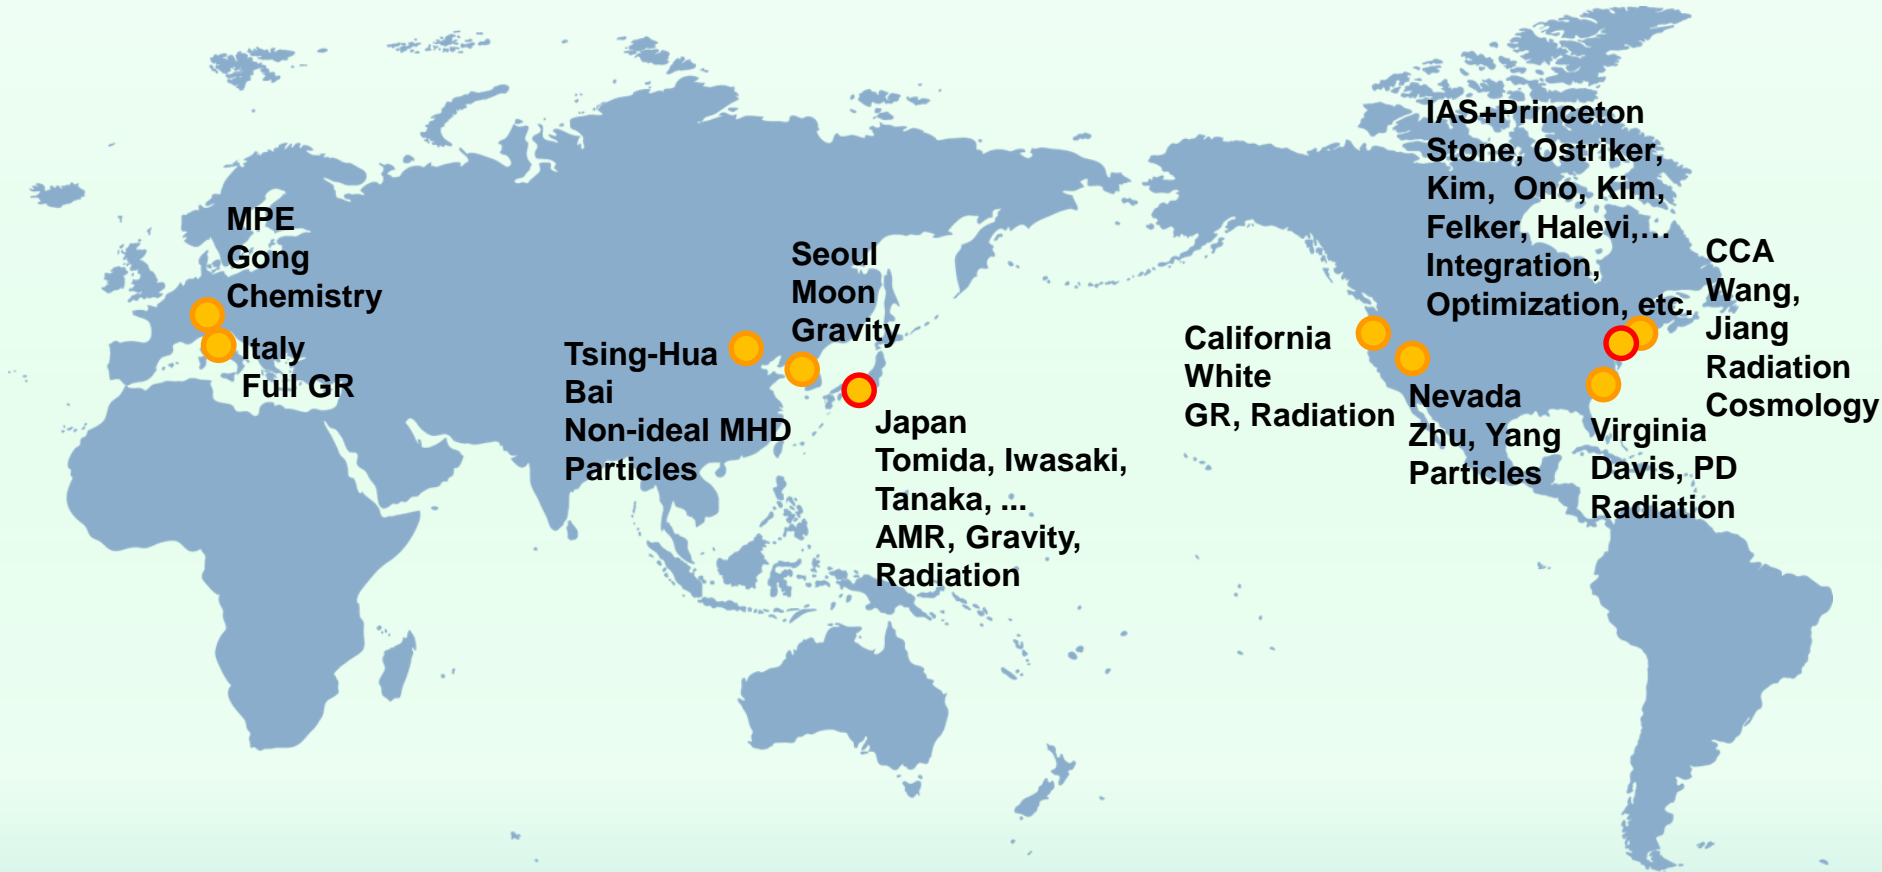 MPE
Gong
Chemistry
Italy
Full GR
Tsing-Hua
Bai
Non-ideal MHD
Particles
Seoul
Moon
Gravity
Japan
Tomida, Iwasaki,
Tanaka, ...
AMR, Gravity,
Radiation
California
White
GR, Radiation
Nevada
Zhu, Yang
Particles
IAS+Princeton
Stone, Ostriker,
Kim, Ono, Kim,
Felker, Halevi,…
Integration,
Optimization, etc.
CCA
Wang,
Jiang
Radiation
Cosmology
Virginia
Davis, PD
Radiation